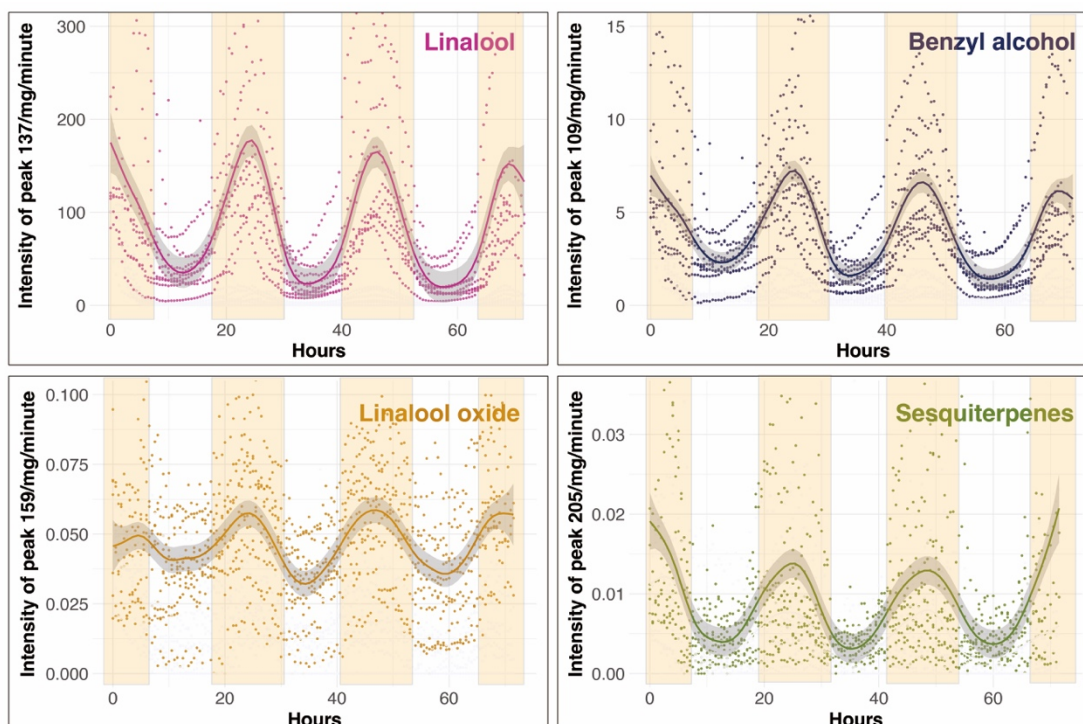 Linalool
Intensity of peak 137/mg/minute
300
200
100
0
0 20 40 60
Hours
Benzyl alcohol
Intensity of peak 109/mg/minute
15
10
5
0
0 20 40 60
Hours
Linalool oxide
Intensity of peak 159/mg/minute
0.100
0.075
0.050
0.025
0.000
0 20 40 60
Hours
Sesquiterpenes
Intensity of peak 205/mg/minute
0.03
0.02
0.01
0.00
0 20 40 60
Hours